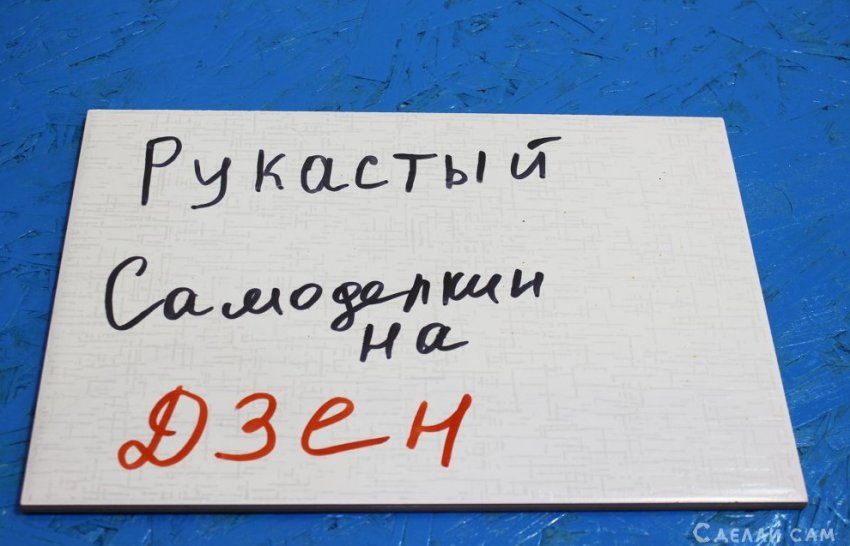 Рукастый
Самоделкин
на
Дзен
Сделай сам